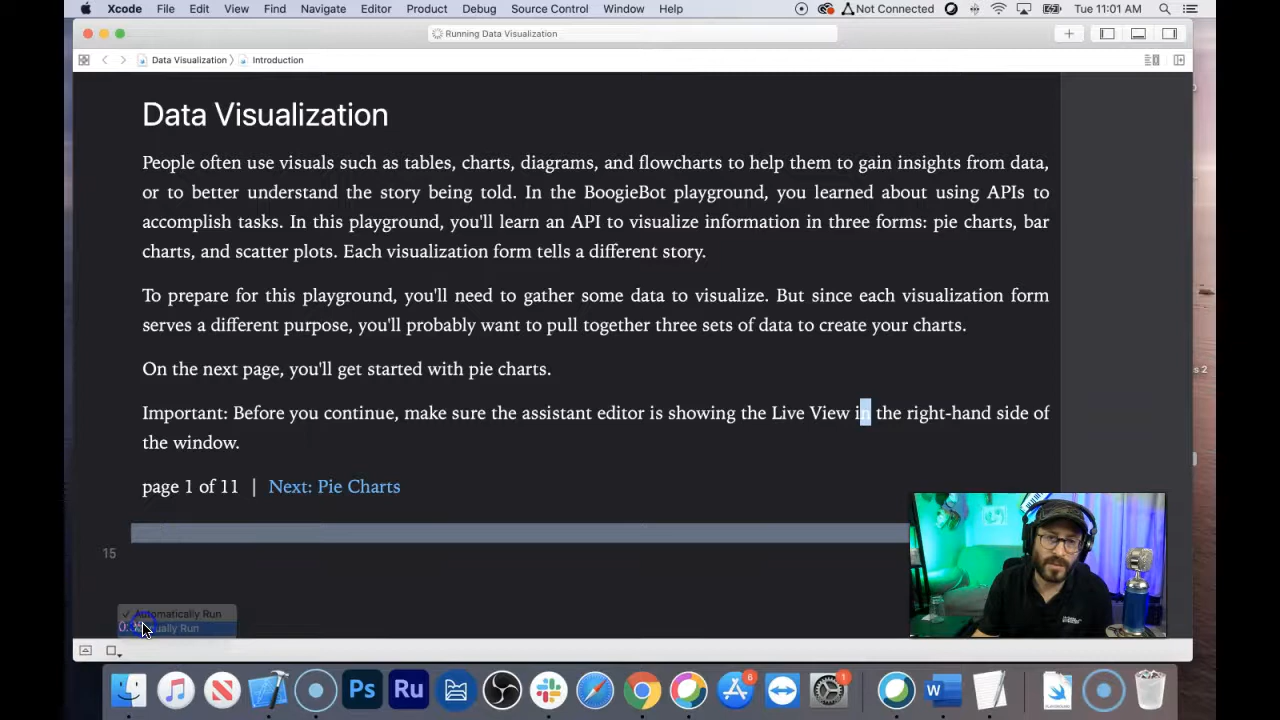 Xcode File Edit View Find Navigate Editor Product Debug Source Control Window Help Not Connected Tue 11:01 AM
Running Data Visualization
Data Visualization Introduction
Data Visualization
People often use visuals such as tables, charts, diagrams, and flowcharts to help them to gain insights from data,
or to better understand the story being told. In the BoogieBot playground, you learned about using APIs to
accomplish tasks. In this playground, you'll learn an API to visualize information in three forms: pie charts, bar
charts, and scatter plots. Each visualization form tells a different story.
To prepare for this playground, you'll need to gather some data to visualize. But since each visualization form
serves a different purpose, you'll probably want to pull together three sets of data to create your charts.
On the next page, you'll get started with pie charts.
Important: Before you continue, make sure the assistant editor is showing the Live View in the right-hand side of
the window.
page 1 of 11 | Next: Pie Charts
15
Automatically Run
Run
s 2
Ps Ru 6 W 1